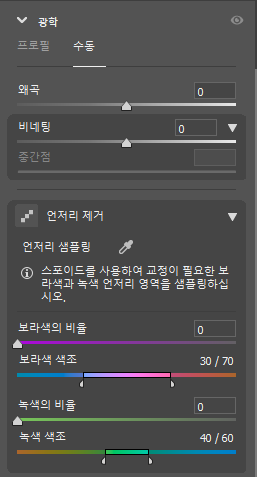 광학
프로필 수동
왜곡 0
비네팅 0
중간점
언저리 제거
언저리 샘플링
스포이드를 사용하여 교정이 필요한 보
라색과 녹색 언저리 영역을 샘플링하십
시오.
보라색의 비율 0
보라색 색조 30 / 70
녹색의 비율 0
녹색 색조 40 / 60